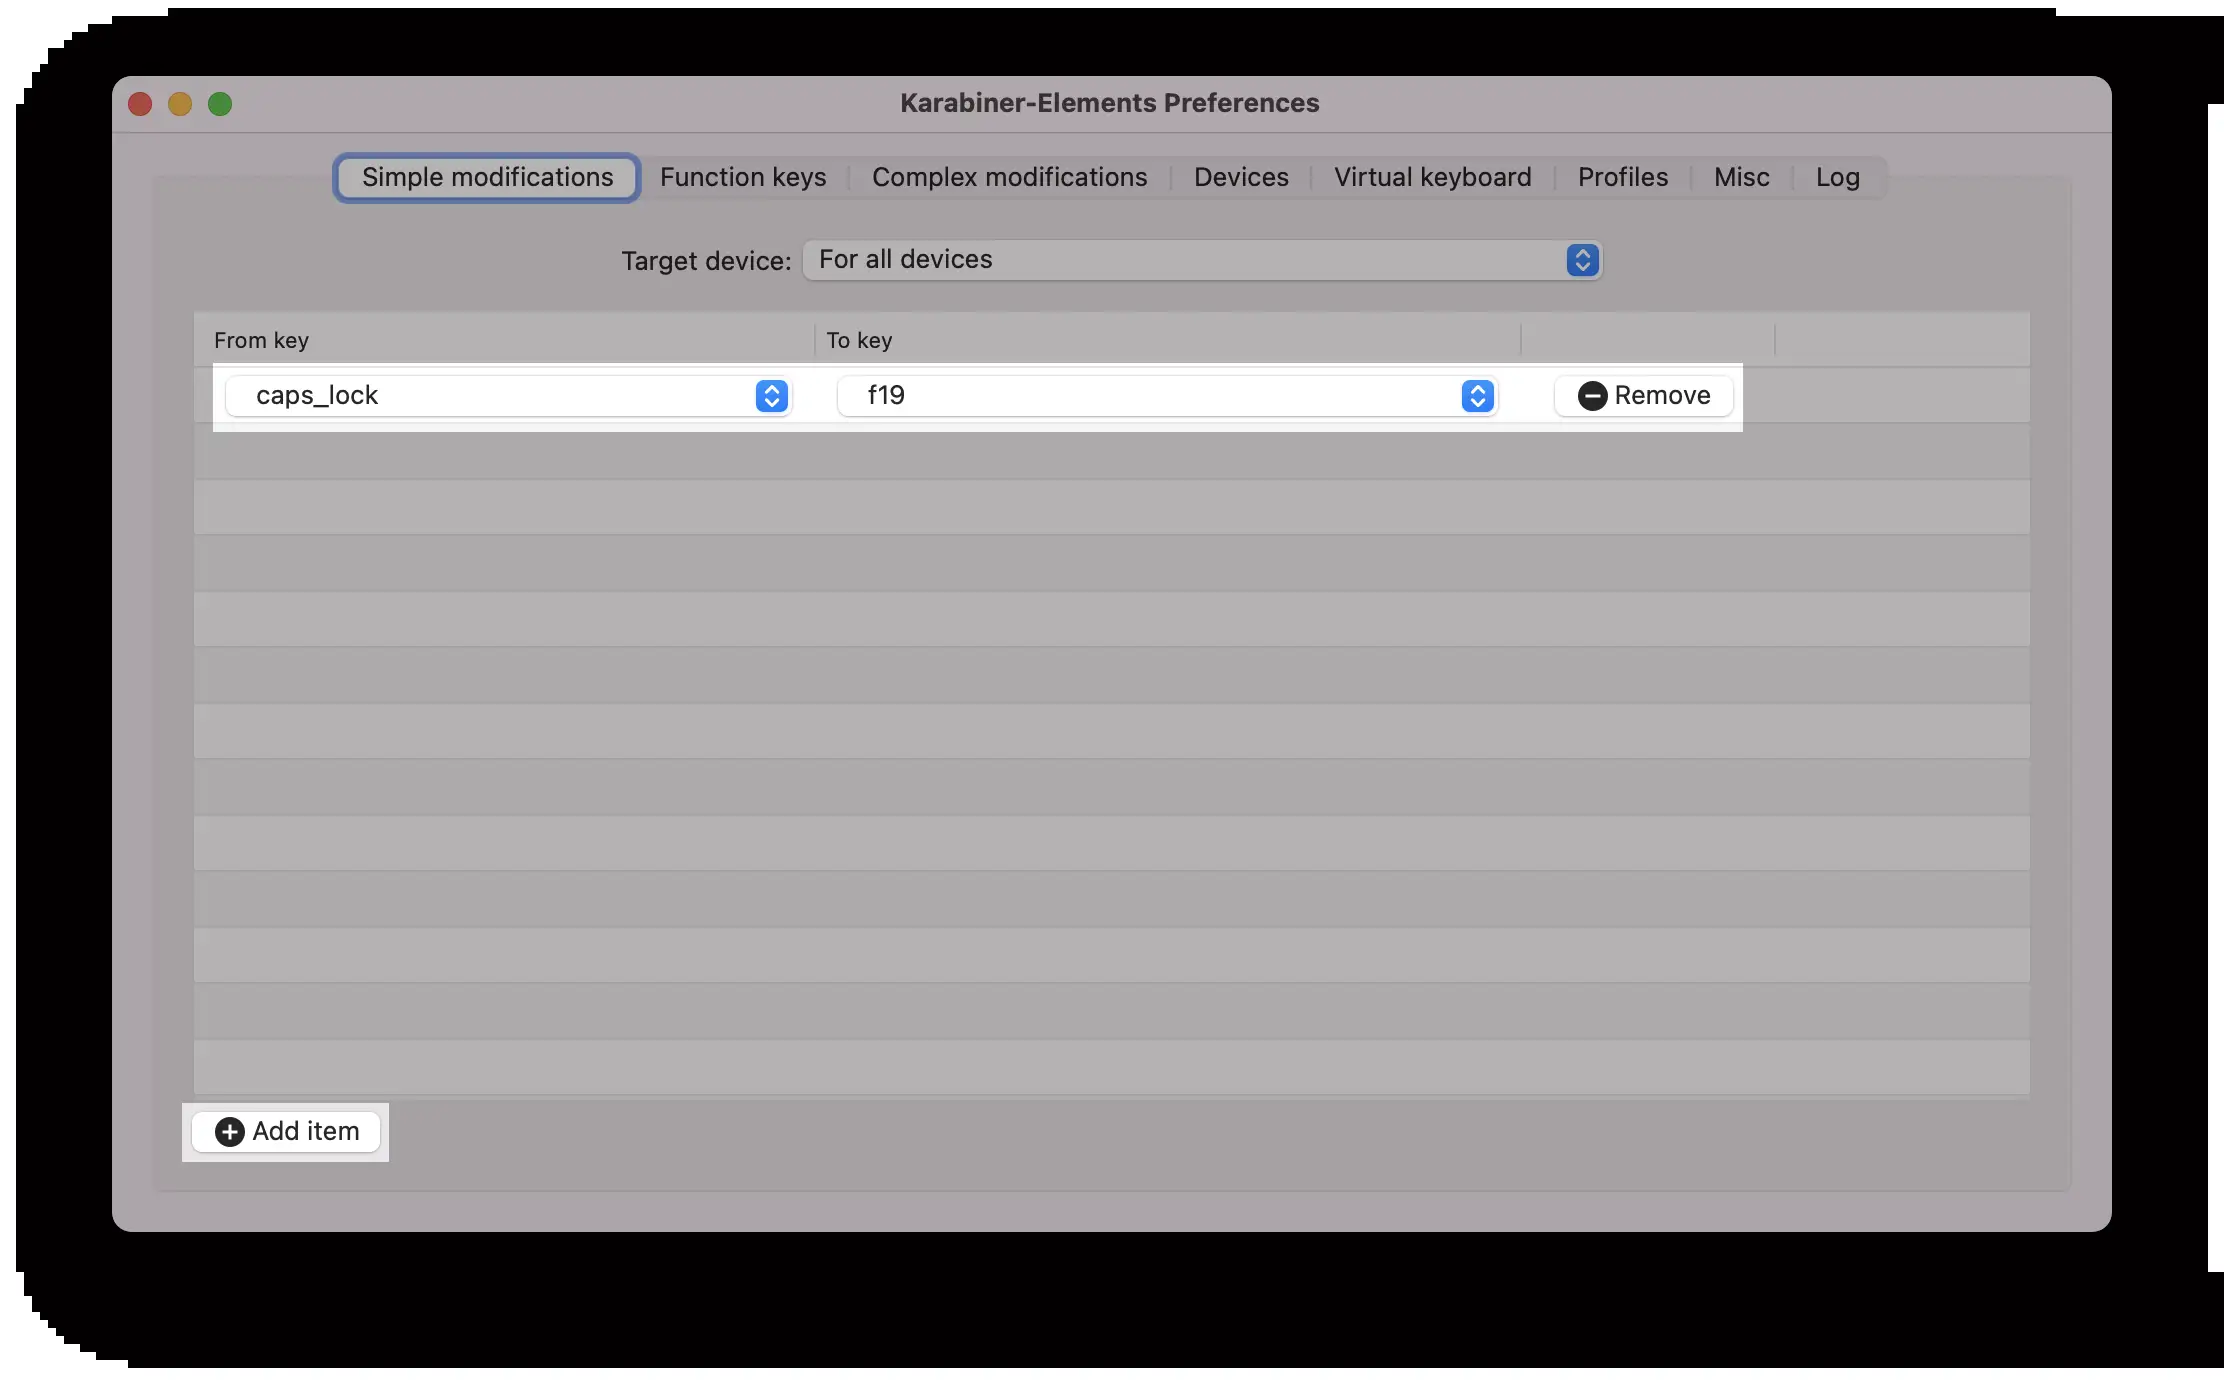 Karabiner-Elements Preferences
Simple modifications Function keys Complex modifications Devices Virtual keyboard Profiles Misc Log
Target device: For all devices
From key To key
caps_lock f19 Remove
Add item